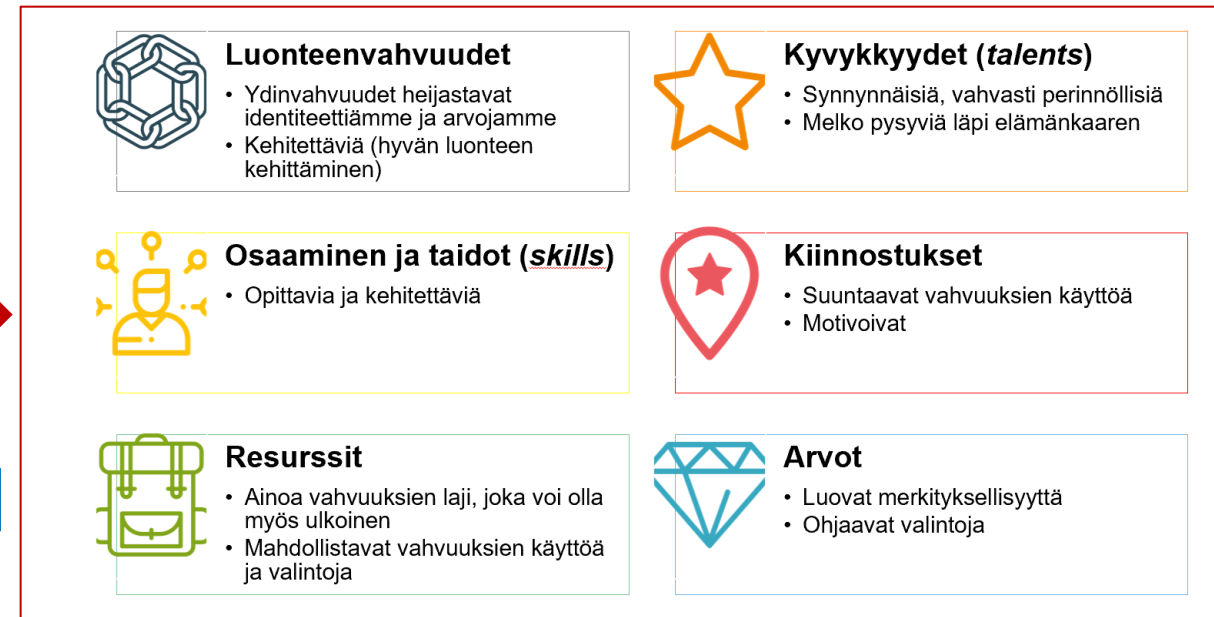 Luonteenvahvuudet
• Ydinvahvuudet heijastavat
identiteettiämme ja arvojamme
• Kehitettäviä (hyvän luonteen
kehittäminen)
Kyvykkyydet (talents)
• Synnynnäisiä, vahvasti perinnöllisiä
• Melko pysyviä läpi elämänkaaren
Osaaminen ja taidot (skills)
• Opittavia ja kehitettäviä
Kiinnostukset
• Suuntaavat vahvuuksien käyttöä
• Motivoivat
Resurssit
• Ainoa vahvuuksien laji, joka voi olla
myös ulkoinen
• Mahdollistavat vahvuuksien käyttöä
ja valintoja
Arvot
• Luovat merkityksellisyyttä
• Ohjaavat valintoja